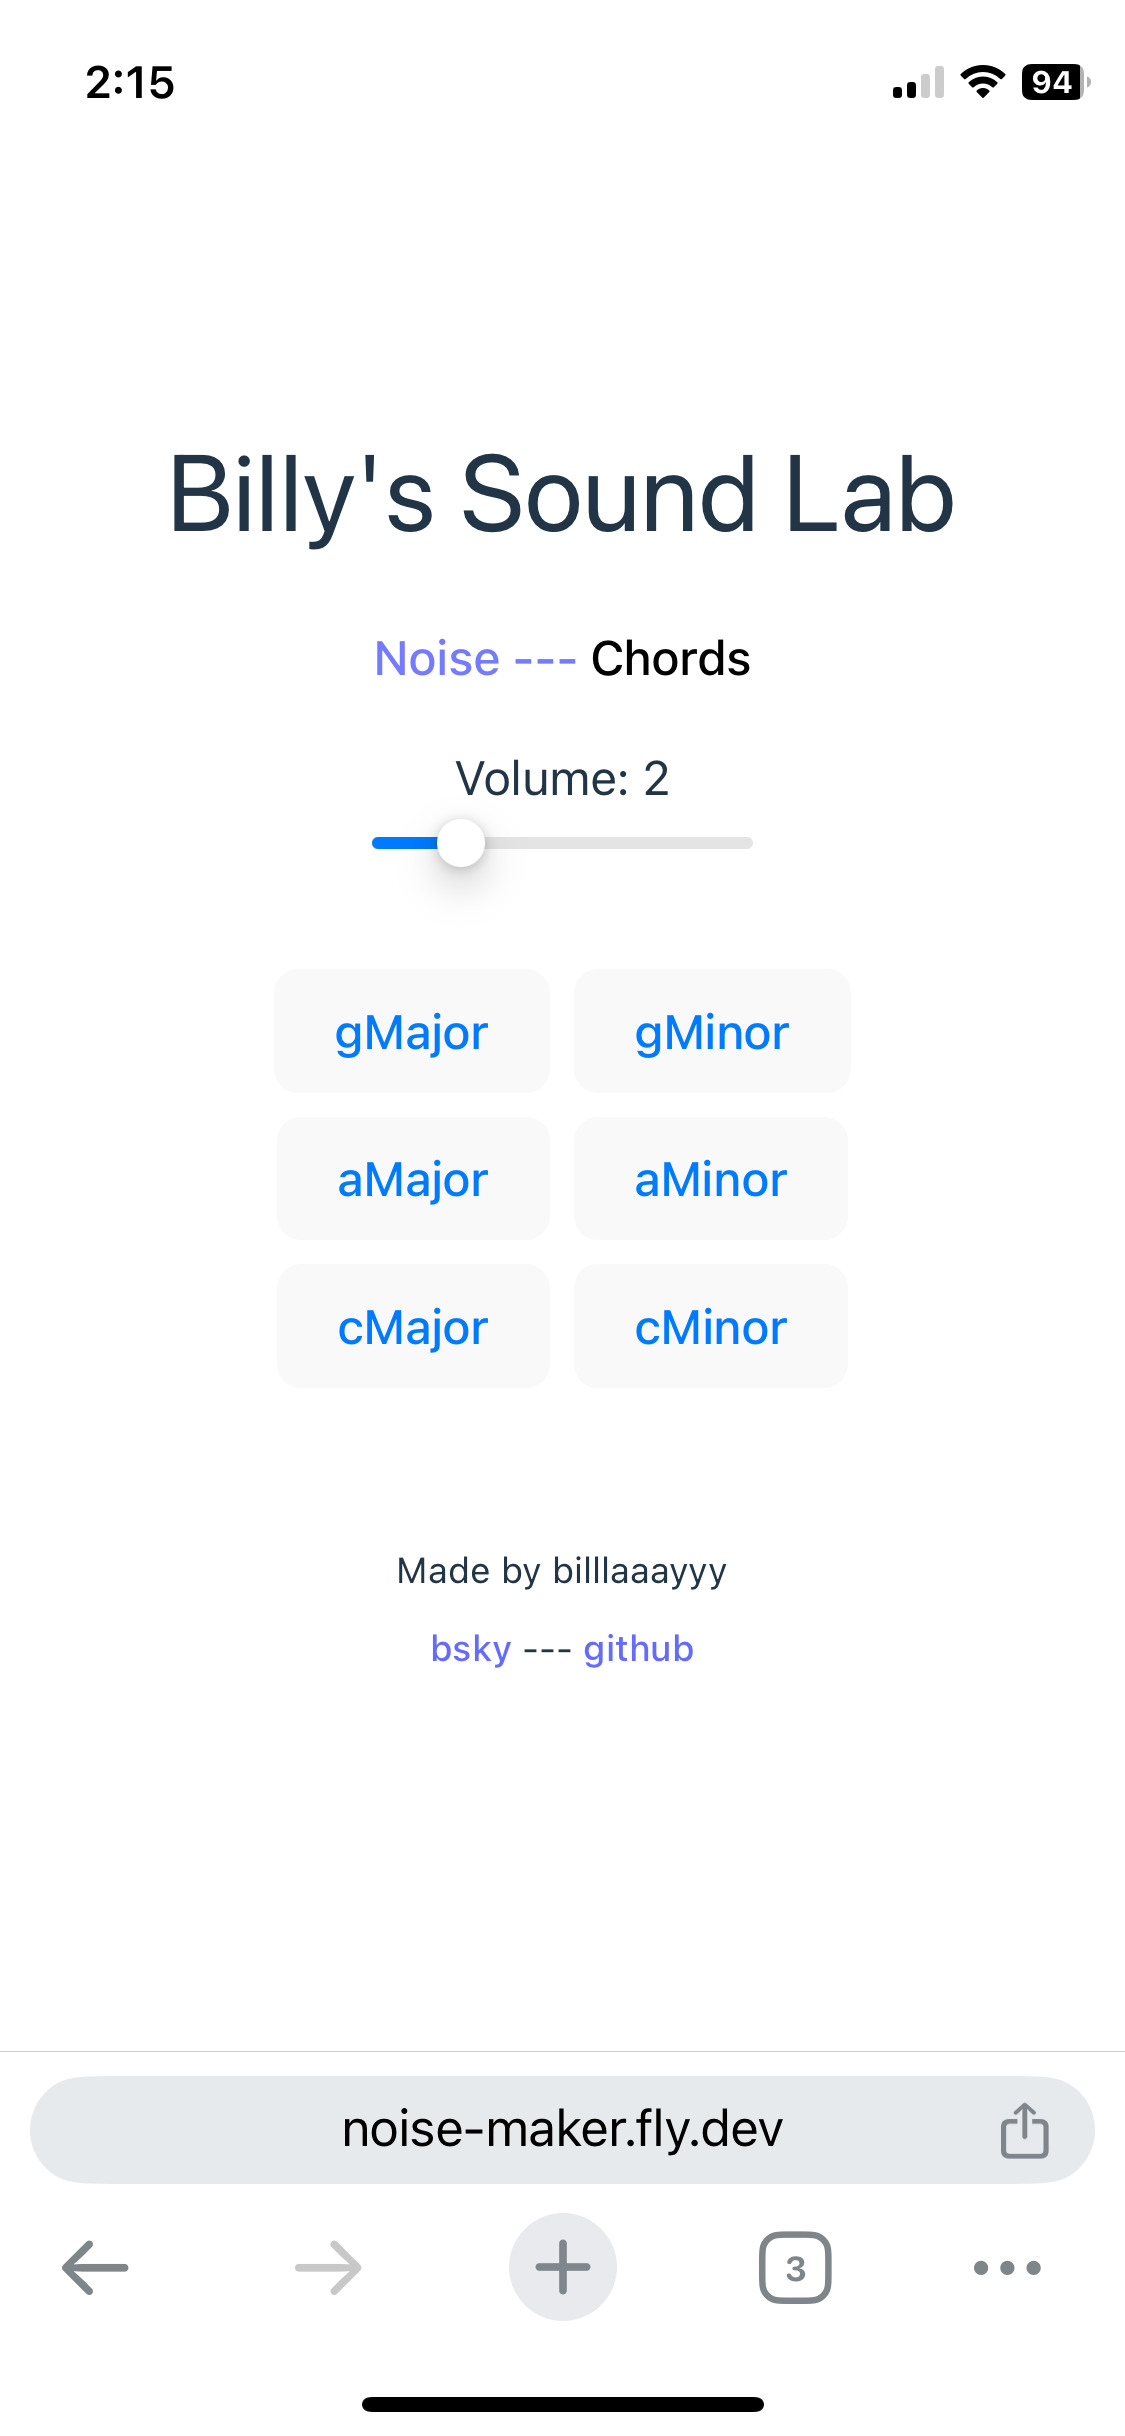 2:15 94
Billy's Sound Lab
Noise --- Chords
Volume: 2
gMajor gMinor
aMajor aMinor
cMajor cMinor
Made by billlaaayyy
bsky --- github
noise-maker.fly.dev
3